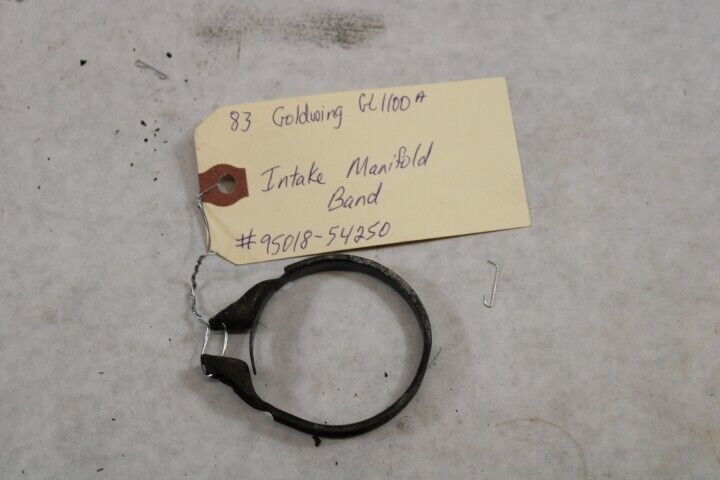 83 Goldwing GL1100A
Intake Manifold
Band
#95018-54250